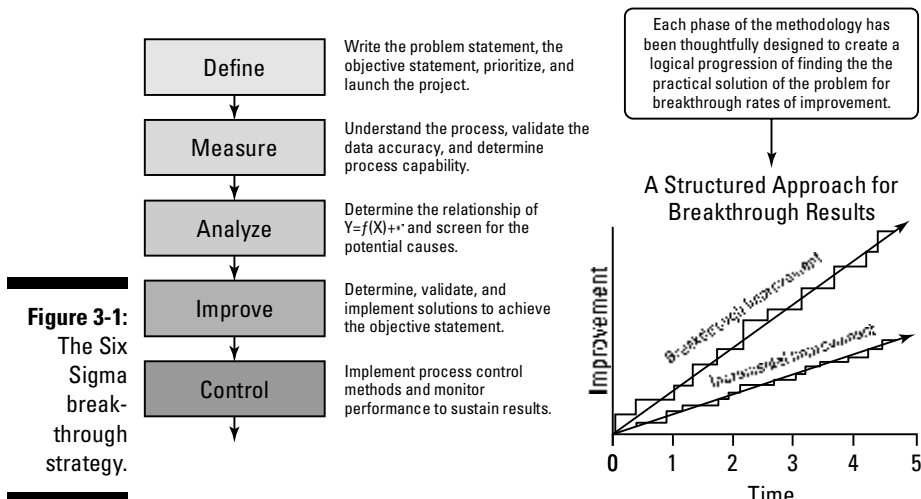 Define
Write the problem statement, the
objective statement, prioritize, and
launch the project.
Measure
Understand the process, validate the
data accuracy, and determine
process capability.
Analyze
Determine the relationship of
Y=f(X)+ and screen for the
potential causes.
Improve
Determine, validate, and
implement solutions to achieve
the objective statement.
Control
Implement process control
methods and monitor
performance to sustain results.
Figure 3-1:
The Six
Sigma
break-
through
strategy.
Each phase of the methodology has
been thoughtfully designed to create a
logical progression of finding the the
practical solution of the problem for
breakthrough rates of improvement.
A Structured Approach for
Breakthrough Results
Improvement
Breakthrough Improvement
Incremental Improvement
0 1 2 3 4 5
Time